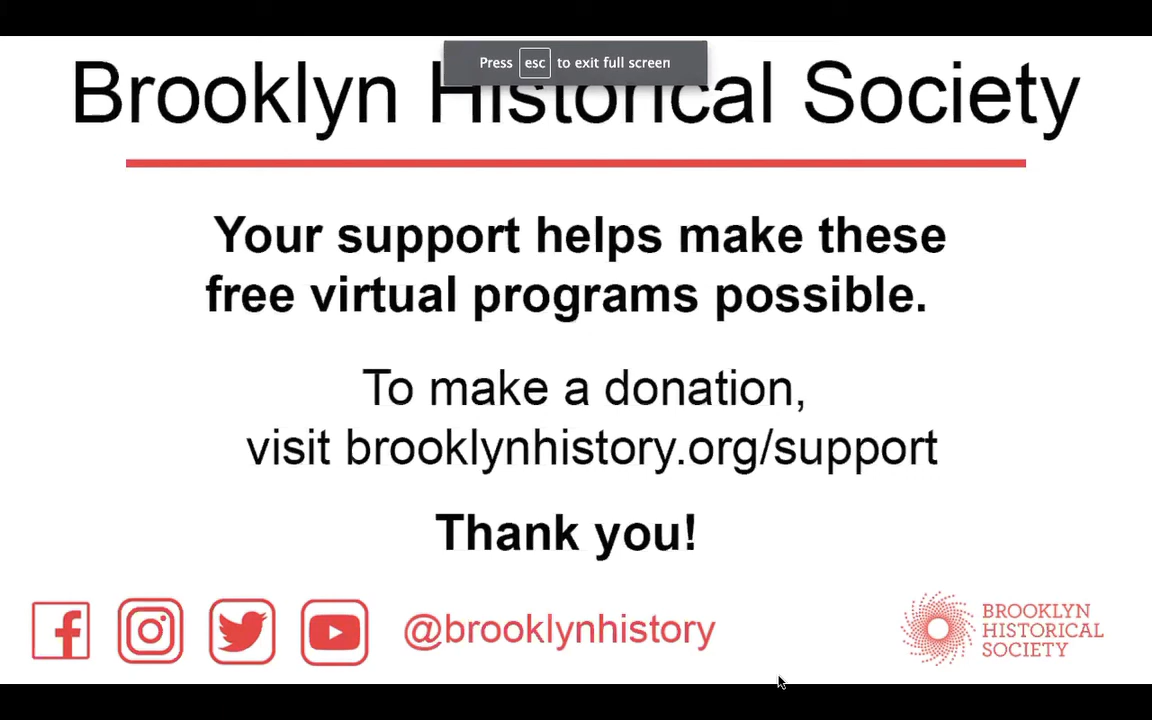 Press esc to exit full screen
Brooklyn Historical Society
Your support helps make these
free virtual programs possible.
To make a donation,
visit brooklynhistory.org/support
Thank you!
@brooklynhistory
BROOKLYN
HISTORICAL
SOCIETY